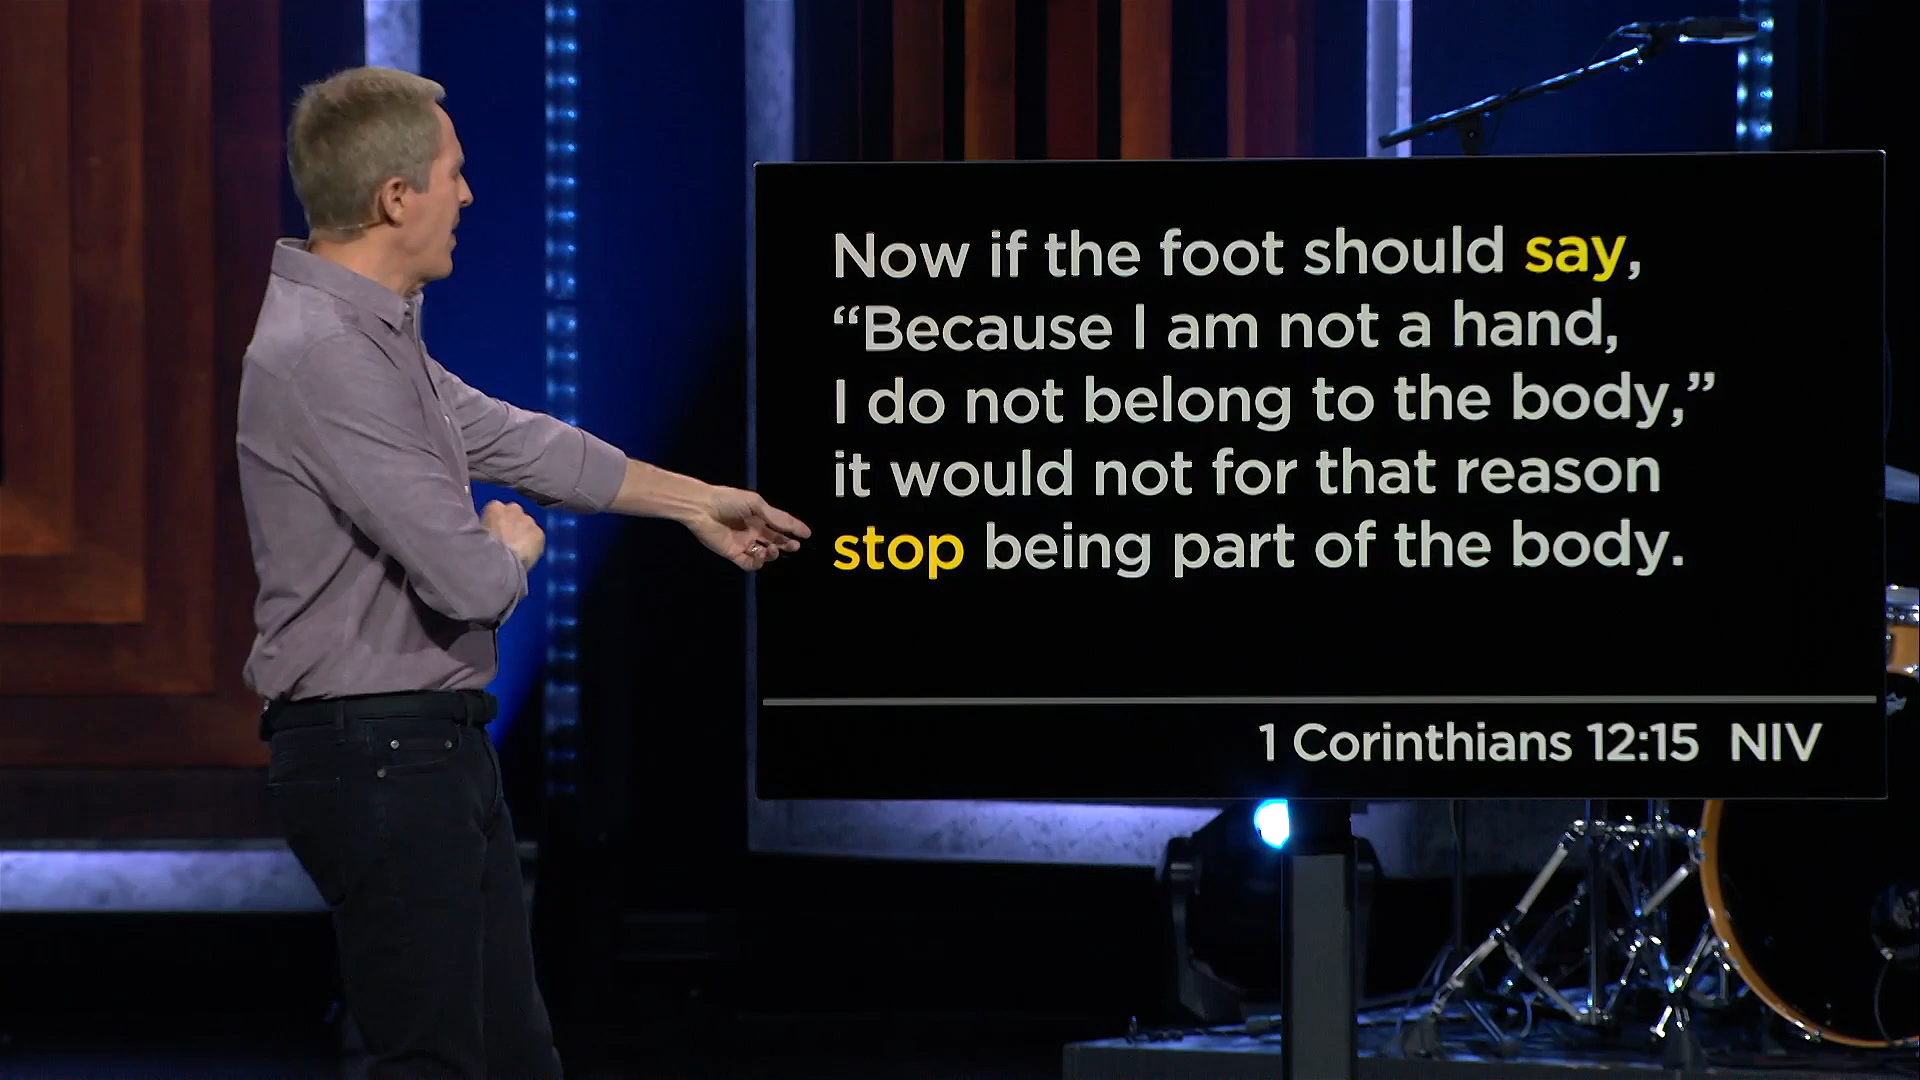 Now if the foot should say,
“Because I am not a hand,
I do not belong to the body,”
it would not for that reason
stop being part of the body.
1 Corinthians 12:15 NIV